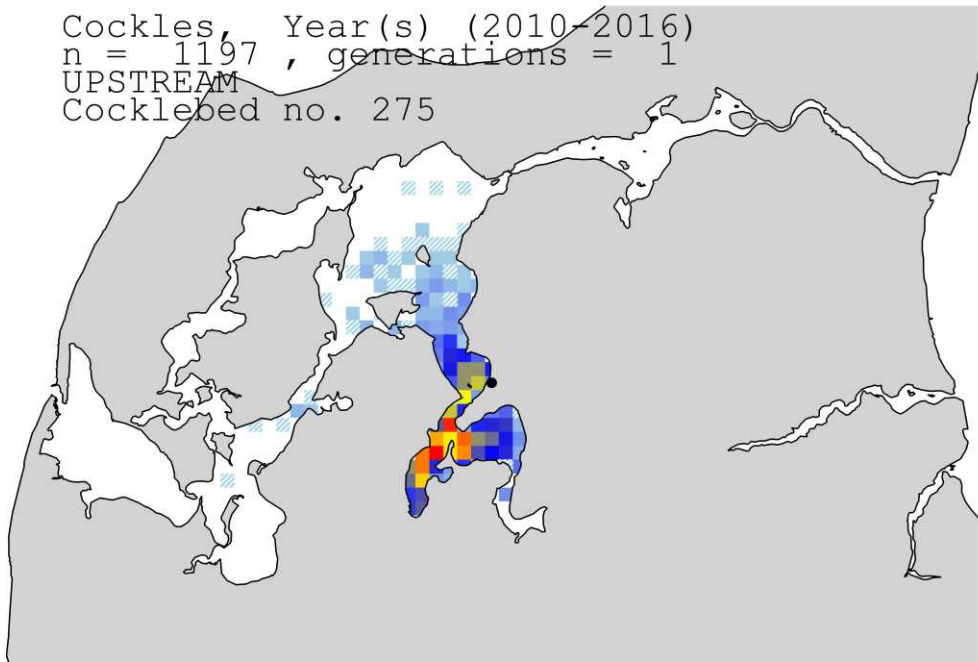 Cockles, Year(s) (2010-2016)
n = 1197 , generations = 1
UPSTREAM
Cocklebed no. 275